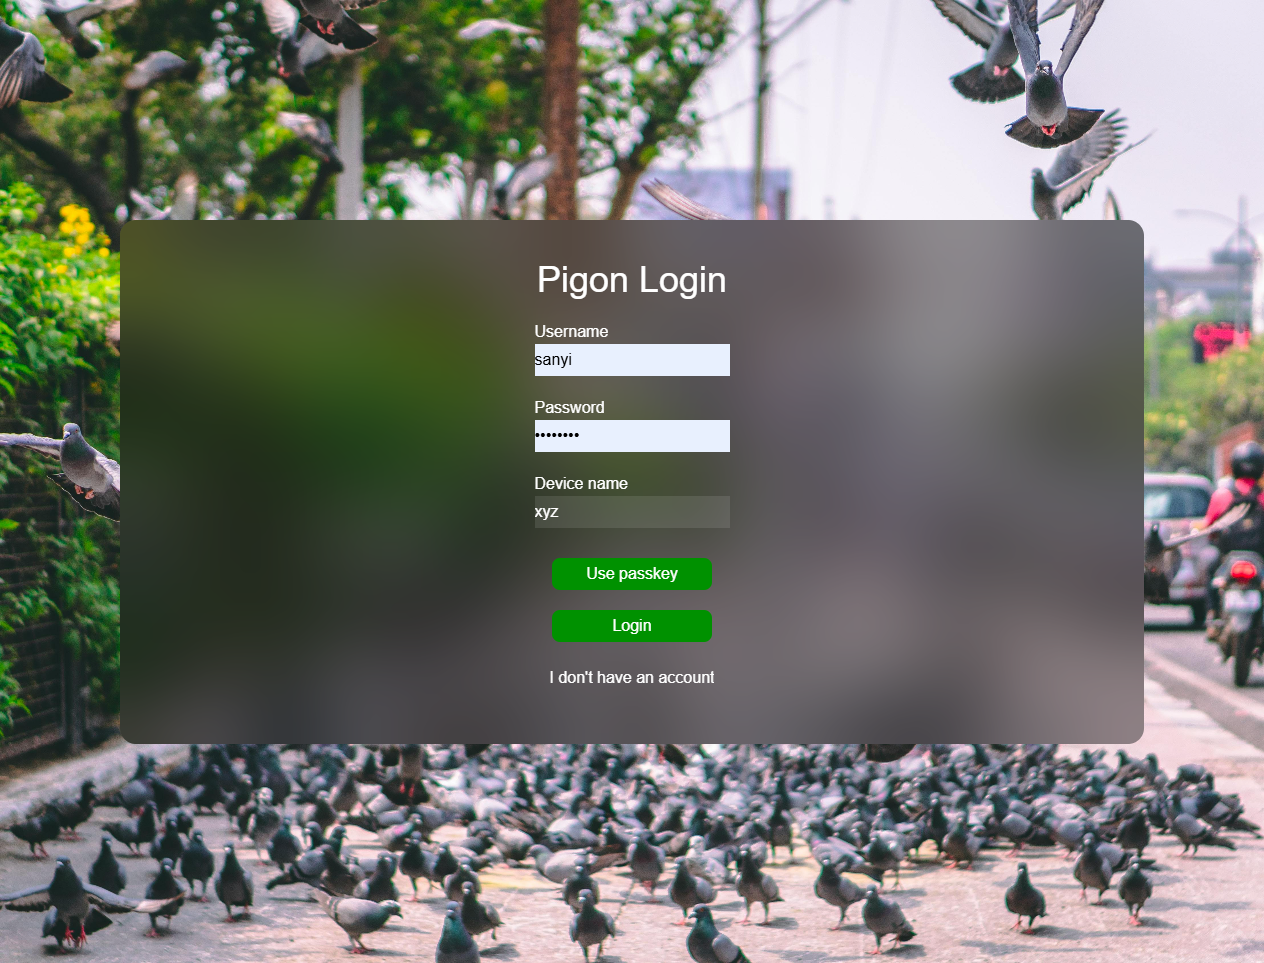 Pigon Login
Username
sanyi
Password
••••••••
Device name
xyz
Use passkey
Login
I don't have an account